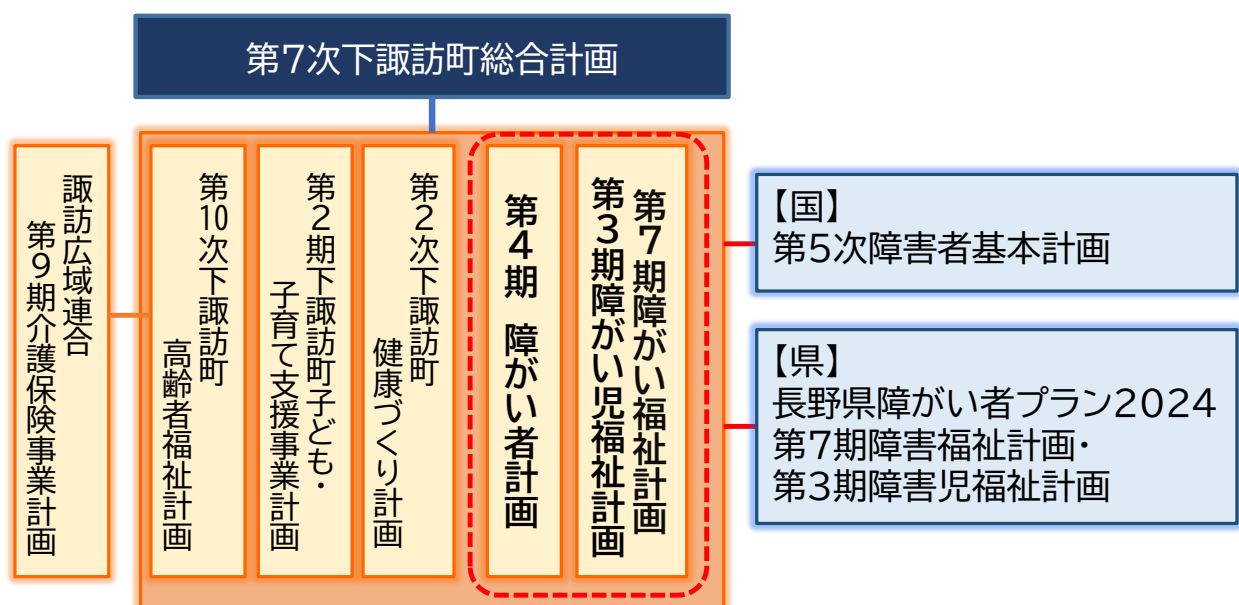 第7次下諏訪町総合計画
諏訪広域連合
第9期介護保険事業計画
第10次下諏訪町
高齢者福祉計画
第2期下諏訪町子ども・
子育て支援事業計画
第2次下諏訪町
健康づくり計画
第4期 障がい者計画
第7期障がい福祉計画
第3期障がい児福祉計画
【国】
第5次障害者基本計画
【県】
長野県障がい者プラン2024
第7期障害福祉計画・
第3期障害児福祉計画